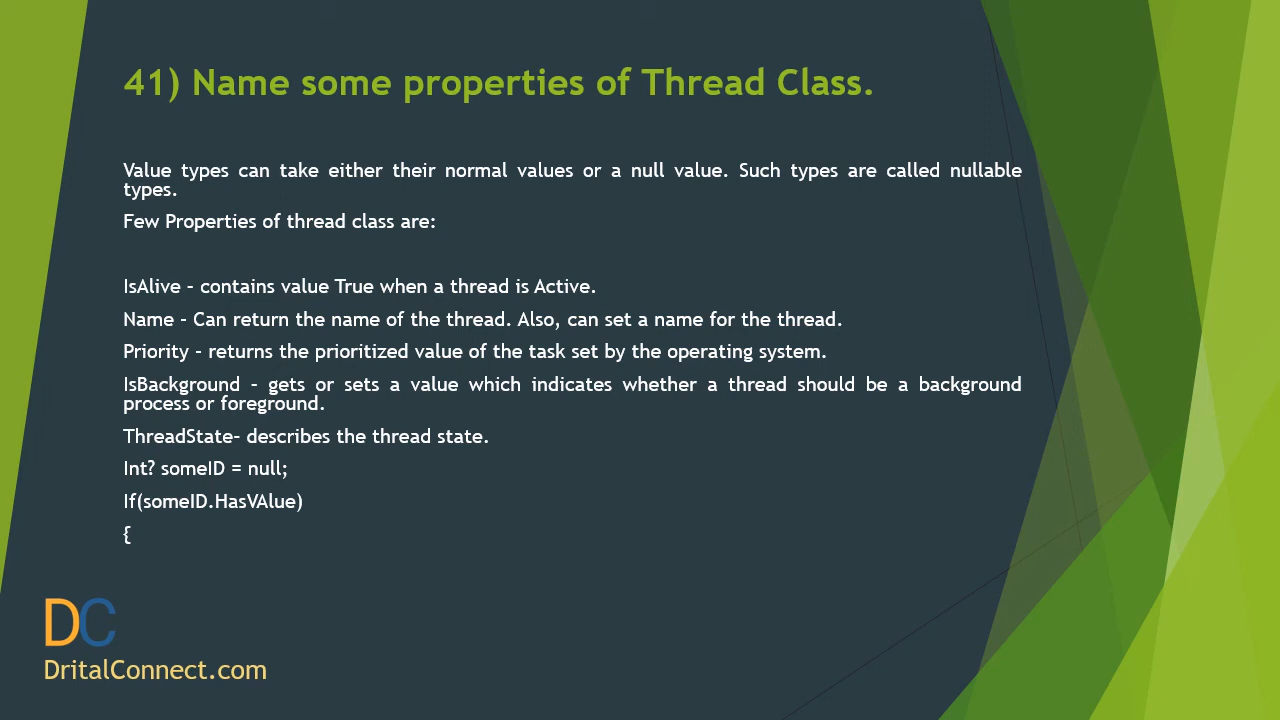 41) Name some properties of Thread Class.
Value types can take either their normal values or a null value. Such types are called nullable
types.
Few Properties of thread class are:
IsAlive – contains value True when a thread is Active.
Name – Can return the name of the thread. Also, can set a name for the thread.
Priority – returns the prioritized value of the task set by the operating system.
IsBackground – gets or sets a value which indicates whether a thread should be a background
process or foreground.
ThreadState– describes the thread state.
Int? someID = null;
If(someID.HasVAlue)
{
DC
DritalConnect.com